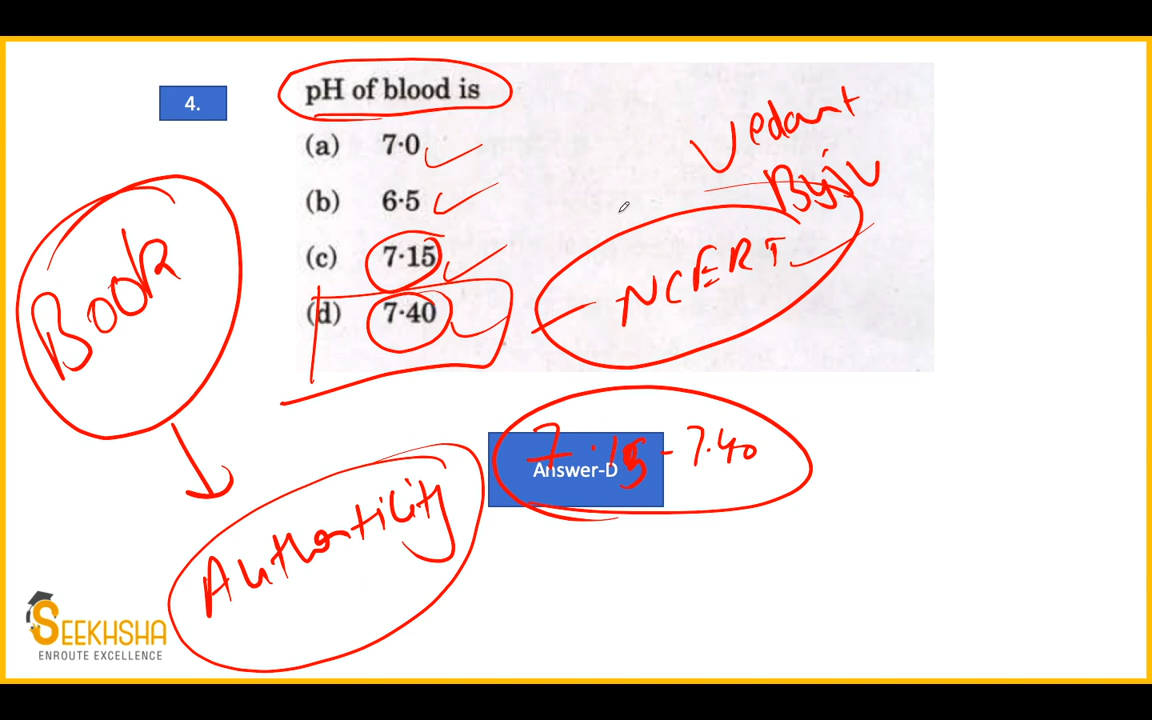 4.
pH of blood is
(a) 7·0
(b) 6·5
(c) 7·15
(d) 7·40
Vedant
Byju
NCERT
Book
7·15 - 7.40
Answer-D
Authentility
SEEKHSHA
ENROUTE EXCELLENCE